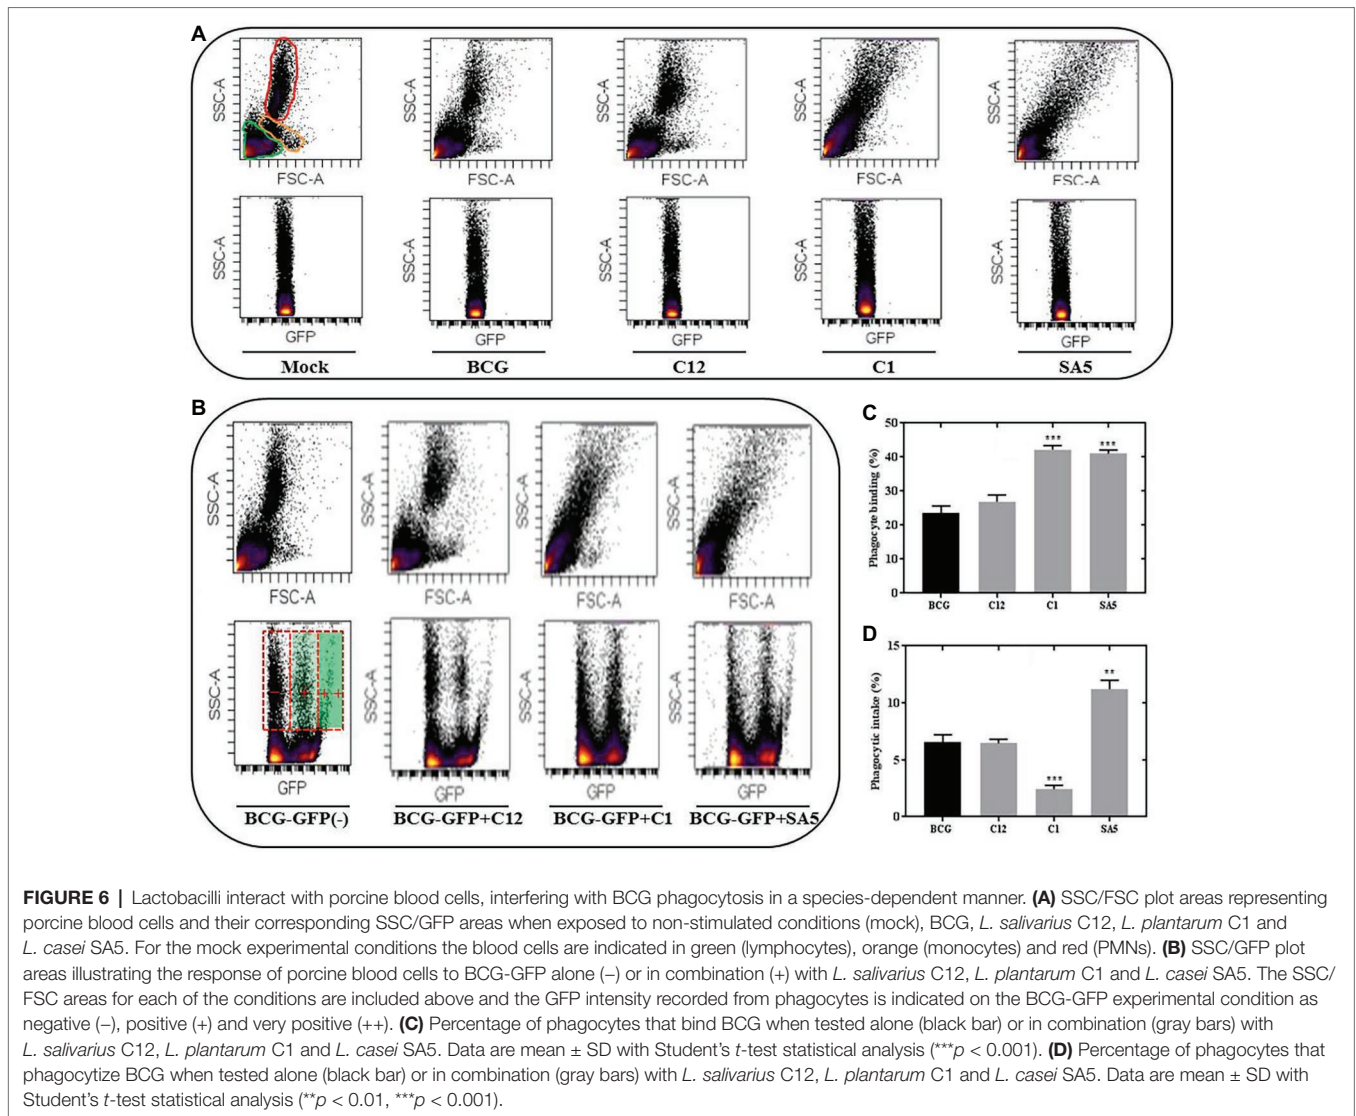 A
SSC-A
SSC-A
SSC-A
SSC-A
SSC-A
FSC-A
FSC-A
FSC-A
FSC-A
FSC-A
SSC-A
SSC-A
SSC-A
SSC-A
SSC-A
GFP
GFP
GFP
GFP
GFP
Mock
BCG
C12
C1
SA5
B
SSC-A
SSC-A
SSC-A
SSC-A
FSC-A
FSC-A
FSC-A
FSC-A
SSC-A
SSC-A
SSC-A
SSC-A
- + ++
GFP
GFP
GFP
GFP
BCG-GFP(-)
BCG-GFP+C12
BCG-GFP+C1
BCG-GFP+SA5
C
Phagocyte binding (%)
50
40
30
20
10
0
***
***
BCG
C12
C1
SA5
D
Phagocytic intake (%)
15
10
5
0
***
**
BCG
C12
C1
SA5
FIGURE 6 | Lactobacilli interact with porcine blood cells, interfering with BCG phagocytosis in a species-dependent manner. (A) SSC/FSC plot areas representing
porcine blood cells and their corresponding SSC/GFP areas when exposed to non-stimulated conditions (mock), BCG, L. salivarius C12, L. plantarum C1 and
L. casei SA5. For the mock experimental conditions the blood cells are indicated in green (lymphocytes), orange (monocytes) and red (PMNs). (B) SSC/GFP plot
areas illustrating the response of porcine blood cells to BCG-GFP alone (−) or in combination (+) with L. salivarius C12, L. plantarum C1 and L. casei SA5. The SSC/
FSC areas for each of the conditions are included above and the GFP intensity recorded from phagocytes is indicated on the BCG-GFP experimental condition as
negative (−), positive (+) and very positive (++). (C) Percentage of phagocytes that bind BCG when tested alone (black bar) or in combination (gray bars) with
L. salivarius C12, L. plantarum C1 and L. casei SA5. Data are mean ± SD with Student's t-test statistical analysis (***p < 0.001). (D) Percentage of phagocytes that
phagocytize BCG when tested alone (black bar) or in combination (gray bars) with L. salivarius C12, L. plantarum C1 and L. casei SA5. Data are mean ± SD with
Student's t-test statistical analysis (**p < 0.01, ***p < 0.001).